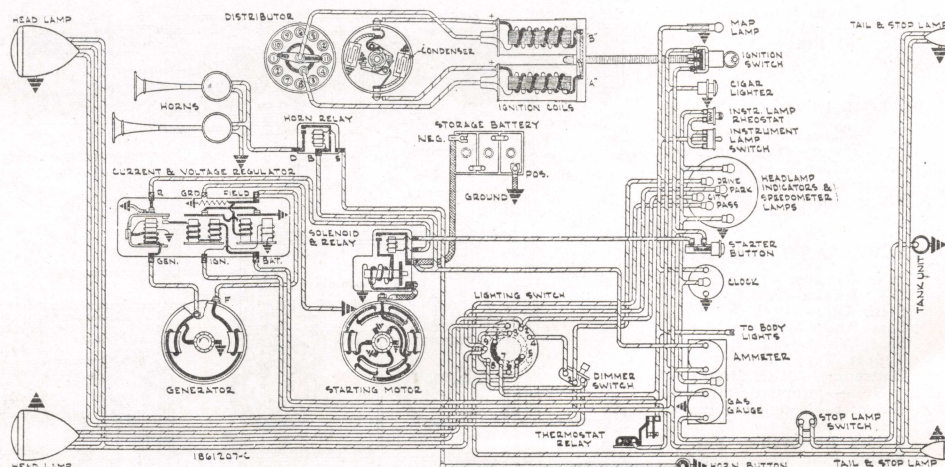 HEAD LAMP
DISTRIBUTOR
CONDENSER
+
+
"B"
"A"
IGNITION COILS
MAP
LAMP
TAIL & STOP LAMP
IGNITION
SWITCH
CIGAR
LIGHTER
INSTR. LAMP
RHEOSTAT
INSTRUMENT
LAMP
SWITCH
HORNS
HORN RELAY
STORAGE BATTERY
NEG.
POS.
GROUND
CURRENT & VOLTAGE REGULATOR
GRD
FIELD
GEN.
IGN.
BAT.
SOLENOID
& RELAY
DRIVE
PARK
CITY
PASS
HEADLAMP
INDICATORS &
SPEEDOMETER
LAMPS
STARTER
BUTTON
CLOCK
TANK UNIT
LIGHTING SWITCH
TO BODY
LIGHTS
AMMETER
F
GENERATOR
STARTING MOTOR
DIMMER
SWITCH
GAS
GAUGE
STOP LAMP
SWITCH
THERMOSTAT
RELAY
1861207-C
HEAD LAMP
HORN BUTTON
TAIL & STOP LAMP